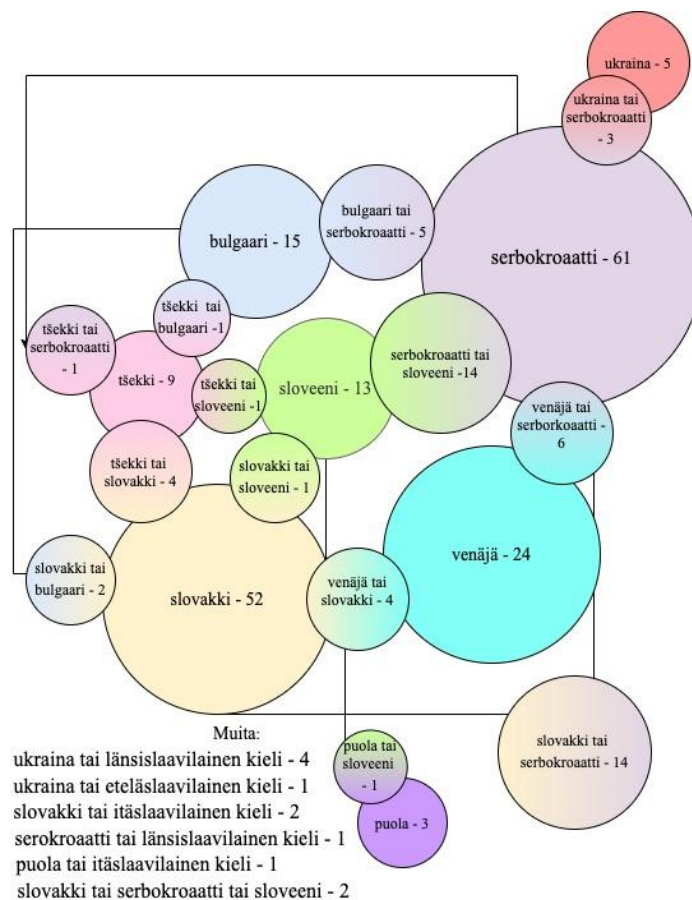 ukraina - 5
ukraina tai
serbokroaatti
- 3
bulgaari - 15
bulgaari tai
serbokroaatti - 5
serbokroaatti - 61
tšekki tai
bulgaari -1
tšekki tai
serbokroaatti -
1
tšekki - 9
tšekki tai
sloveeni -1
sloveeni - 13
serbokroaatti tai
sloveeni -14
venäjä tai
serborkoaatti -
6
tšekki tai
slovakki - 4
slovakki tai
sloveeni - 1
slovakki tai
bulgaari - 2
slovakki - 52
venäjä tai
slovakki - 4
venäjä - 24
slovakki tai
serbokroaatti - 14
puola tai
sloveeni
- 1
puola - 3
Muita:
ukraina tai länsislaavilainen kieli - 4
ukraina tai eteläslaavilainen kieli - 1
slovakki tai itäslaavilainen kieli - 2
serokroaatti tai länsislaavilainen kieli - 1
puola tai itäslaavilainen kieli - 1
slovakki tai serbokroaatti tai sloveeni - 2